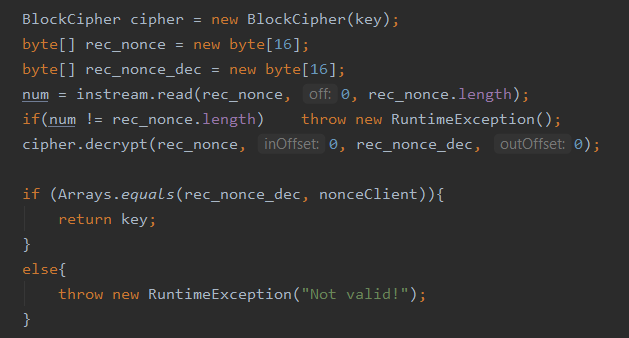 BlockCipher cipher = new BlockCipher(key);
byte[] rec_nonce = new byte[16];
byte[] rec_nonce_dec = new byte[16];
num = instream.read(rec_nonce, off: 0, rec_nonce.length);
if(num != rec_nonce.length)    throw new RuntimeException();
cipher.decrypt(rec_nonce, inOffset: 0, rec_nonce_dec, outOffset: 0);
if (Arrays.equals(rec_nonce_dec, nonceClient)){
return key;
}
else{
throw new RuntimeException("Not valid!");
}